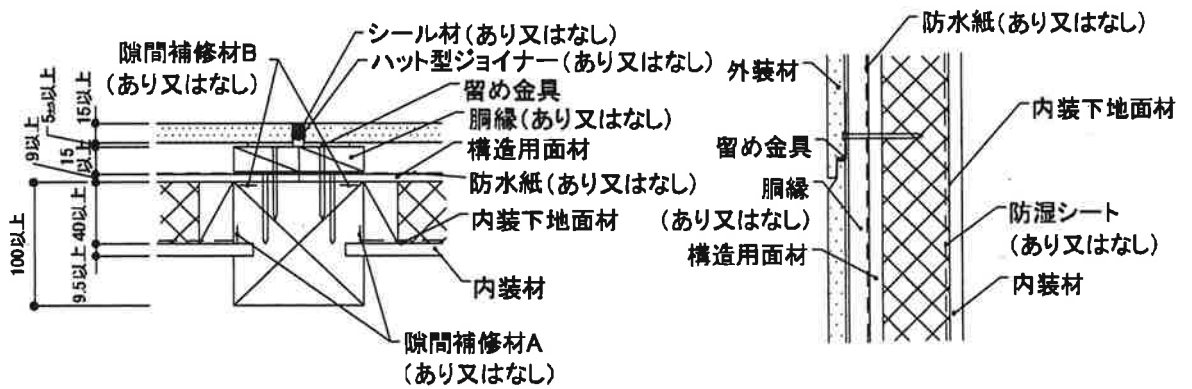 シール材(あり又はなし)
ハット型ジョイナー(あり又はなし)
隙間補修材B
(あり又はなし)
留め金具
胴縁(あり又はなし)
構造用面材
防水紙(あり又はなし)
内装下地面材
内装材
隙間補修材A
(あり又はなし)
15以上
5以上
15
以上
9以上
40以上
9.5以上
100以上
防水紙(あり又はなし)
外装材
内装下地面材
留め金具
胴縁
(あり又はなし)
防湿シート
(あり又はなし)
構造用面材
内装材